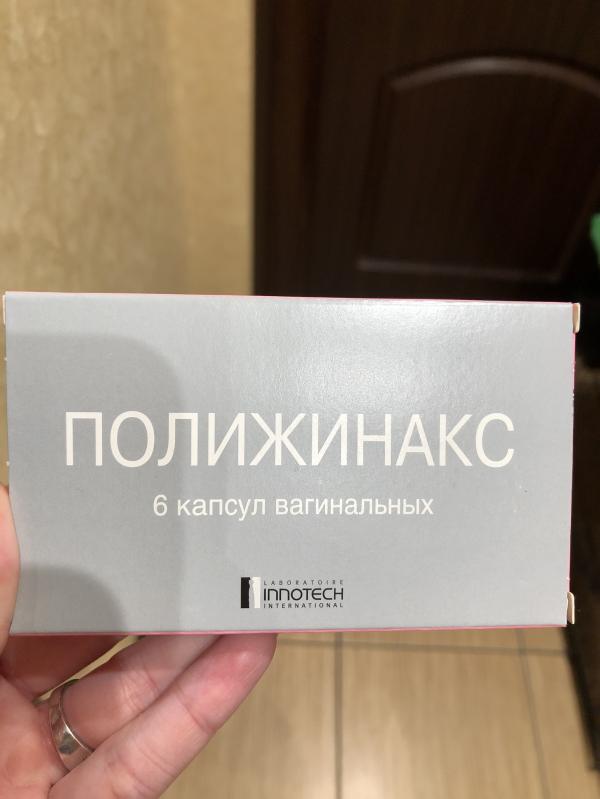 ПОЛИЖИНАКС
6 капсул вагинальных
LABORATOIRE
INNOTECH
INTERNATIONAL